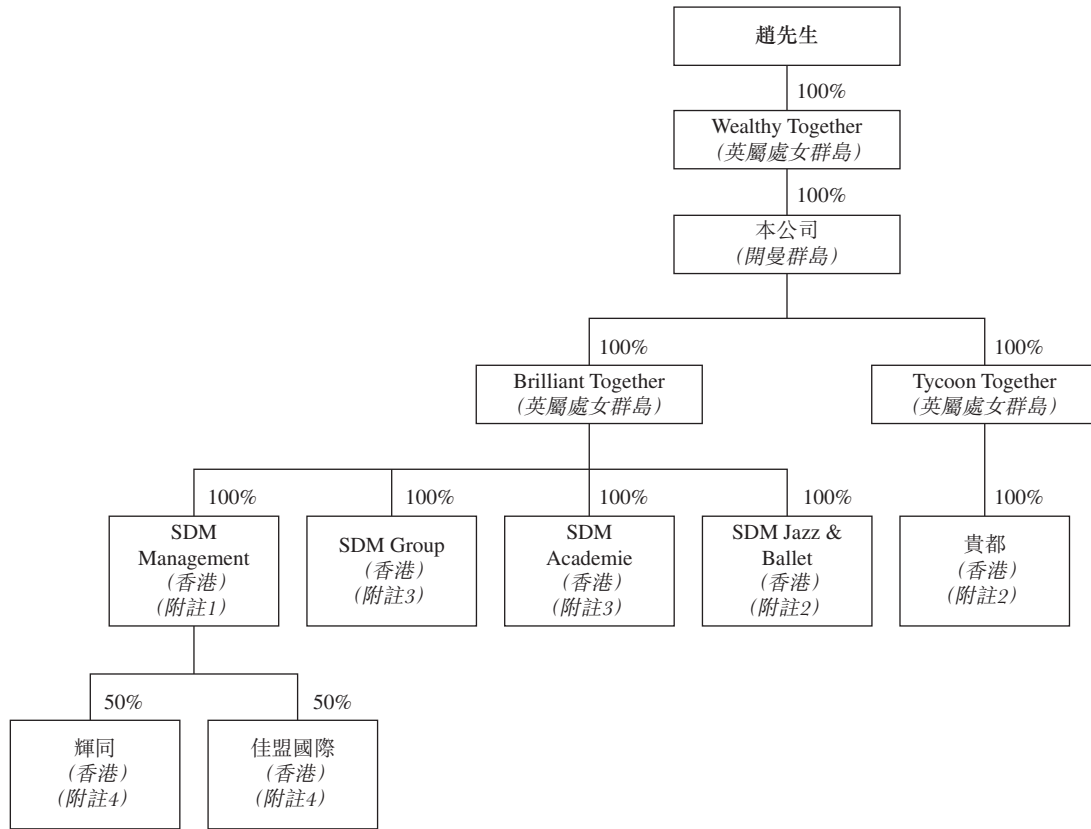 趙先生
100%
Wealthy Together
(英屬處女群島)
100%
本公司
(開曼群島)
100%
100%
Brilliant Together
(英屬處女群島)
Tycoon Together
(英屬處女群島)
100%
100%
100%
100%
100%
SDM
Management
(香港)
(附註1)
SDM Group
(香港)
(附註3)
SDM
Academie
(香港)
(附註3)
SDM Jazz &
Ballet
(香港)
(附註2)
貴都
(香港)
(附註2)
50%
50%
輝同
(香港)
(附註4)
佳盟國際
(香港)
(附註4)